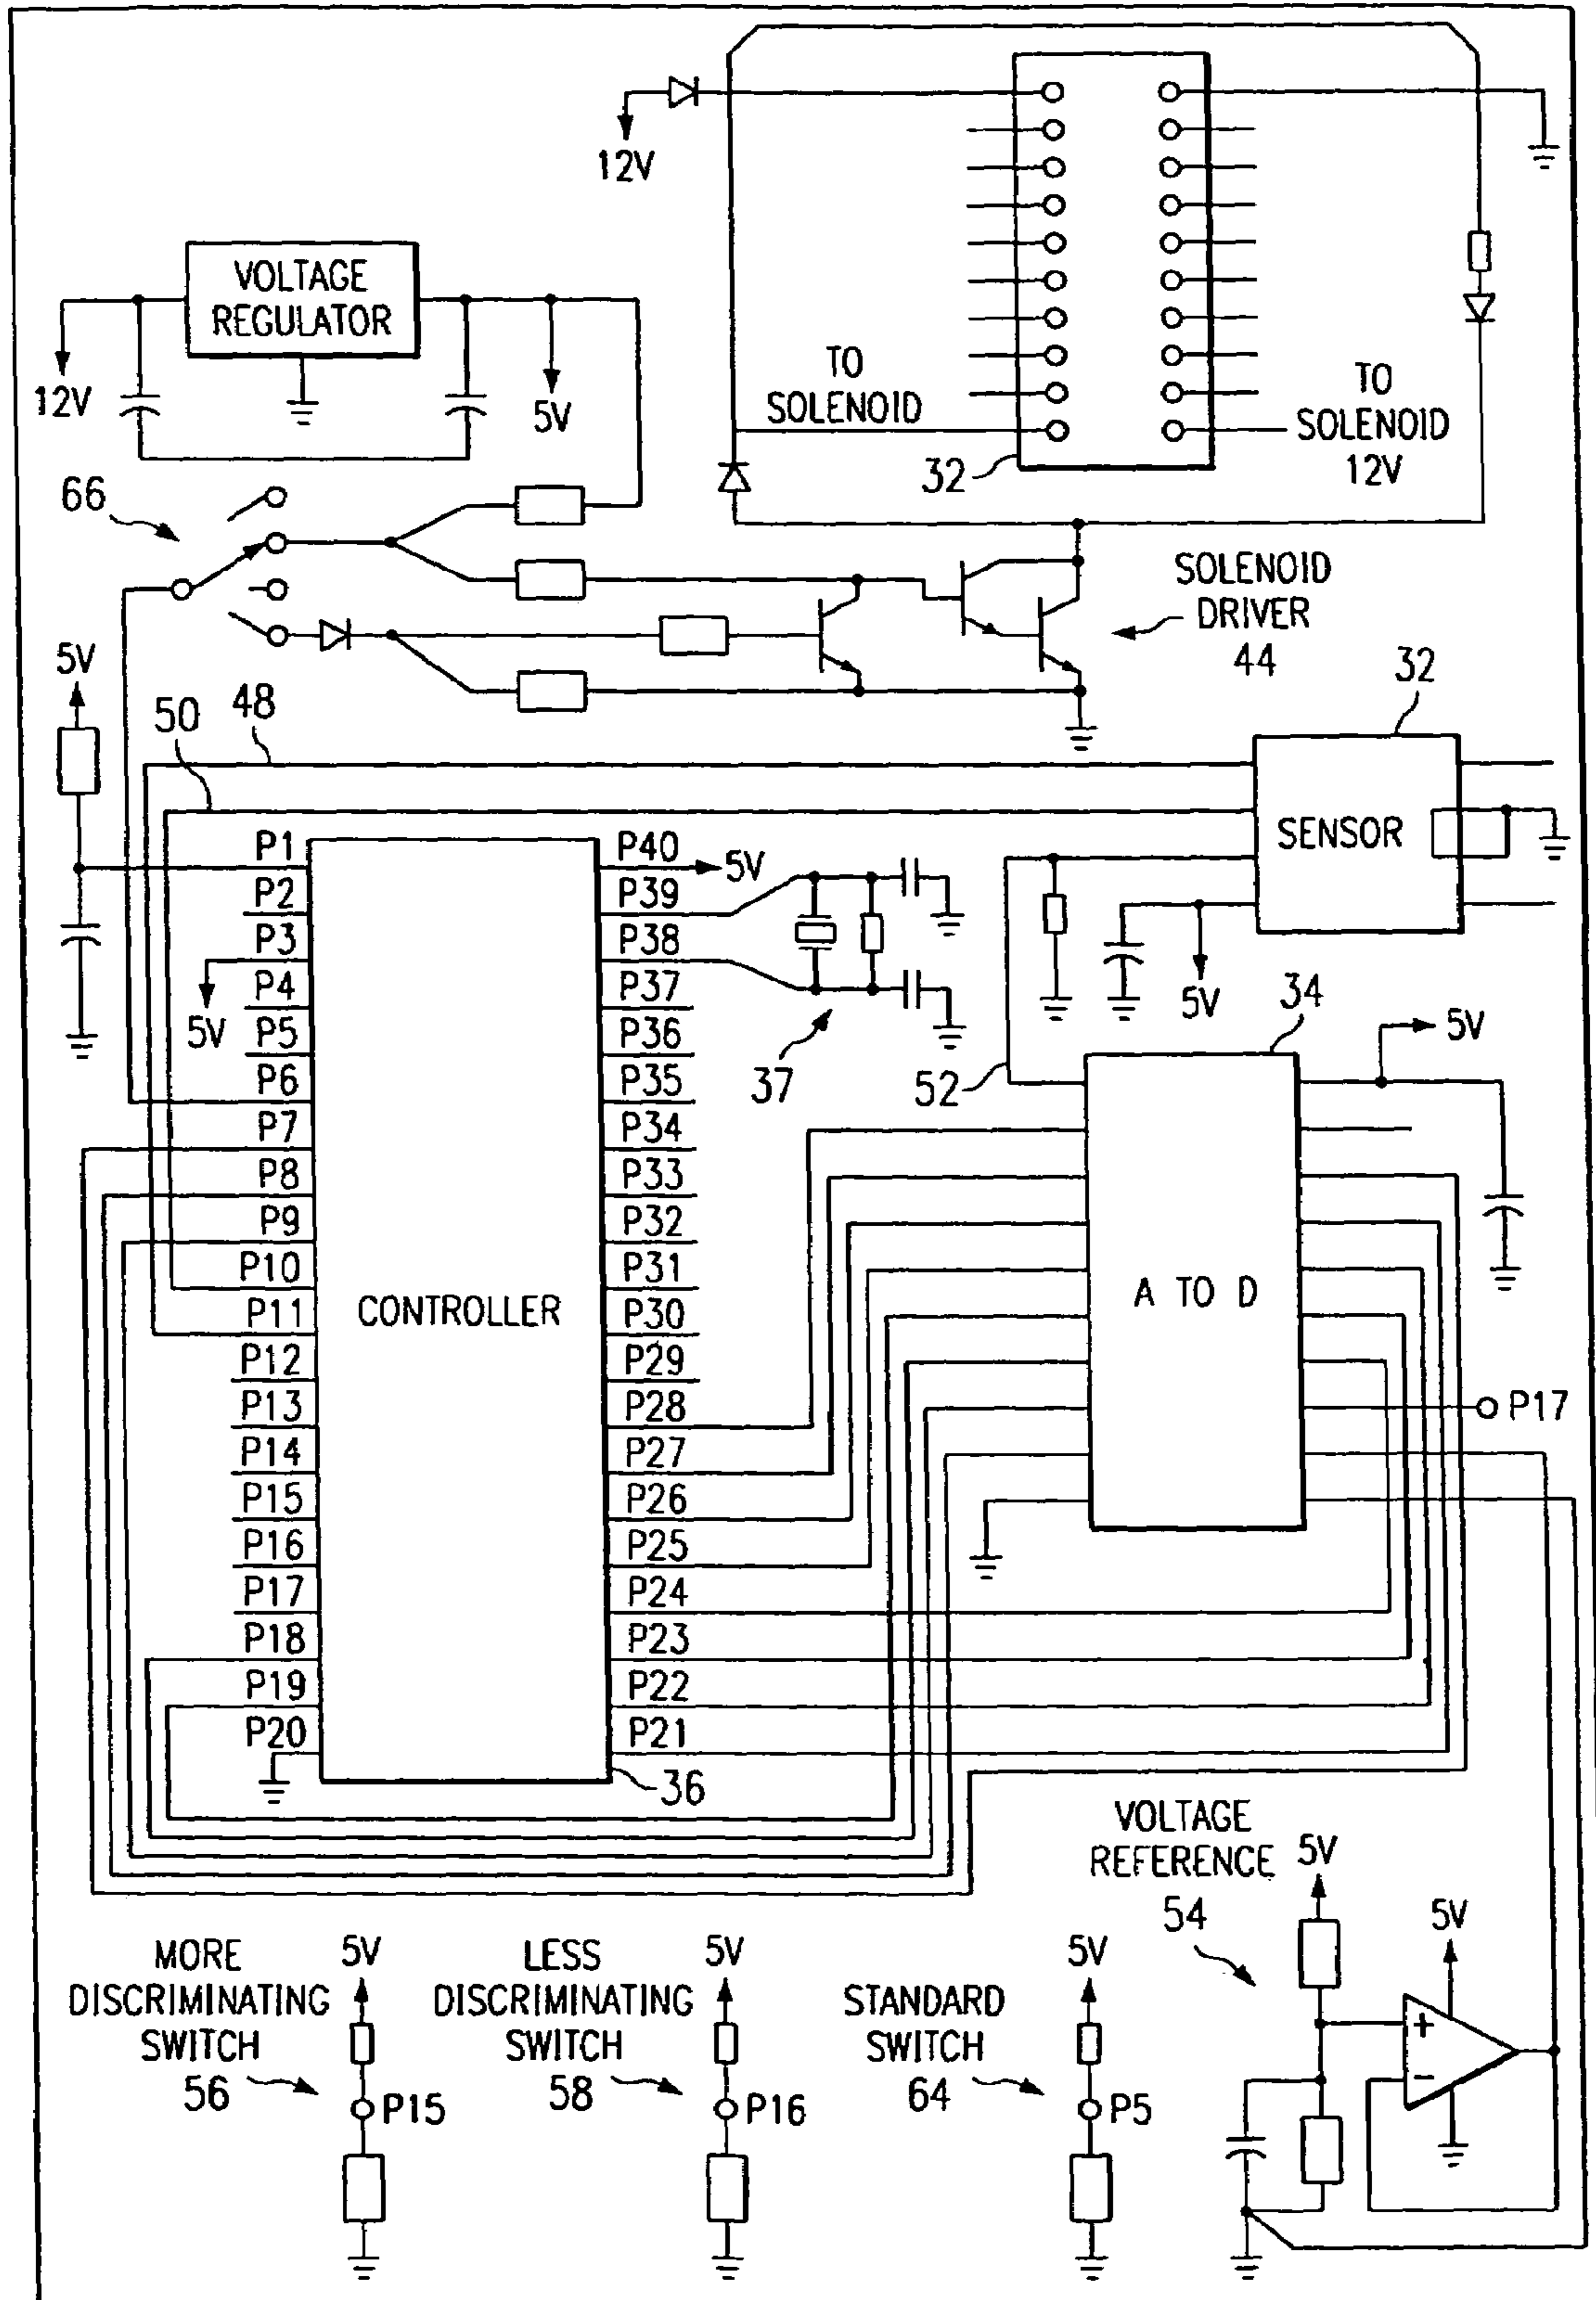 12V
VOLTAGE
REGULATOR
12V
5V
TO
SOLENOID
TO
SOLENOID
12V
32
66
SOLENOID
DRIVER
44
5V
50
48
32
SENSOR
P1
P2
P3
P4
P5
P6
P7
P8
P9
P10
P11
P12
P13
P14
P15
P16
P17
P18
P19
P20
5V
CONTROLLER
P40
P39
P38
P37
P36
P35
P34
P33
P32
P31
P30
P29
P28
P27
P26
P25
P24
P23
P22
P21
36
5V
37
5V
52
34
5V
A TO D
P17
VOLTAGE
REFERENCE
54
5V
5V
+
−
MORE
DISCRIMINATING
SWITCH
56
5V
P15
LESS
DISCRIMINATING
SWITCH
58
5V
P16
STANDARD
SWITCH
64
5V
P5